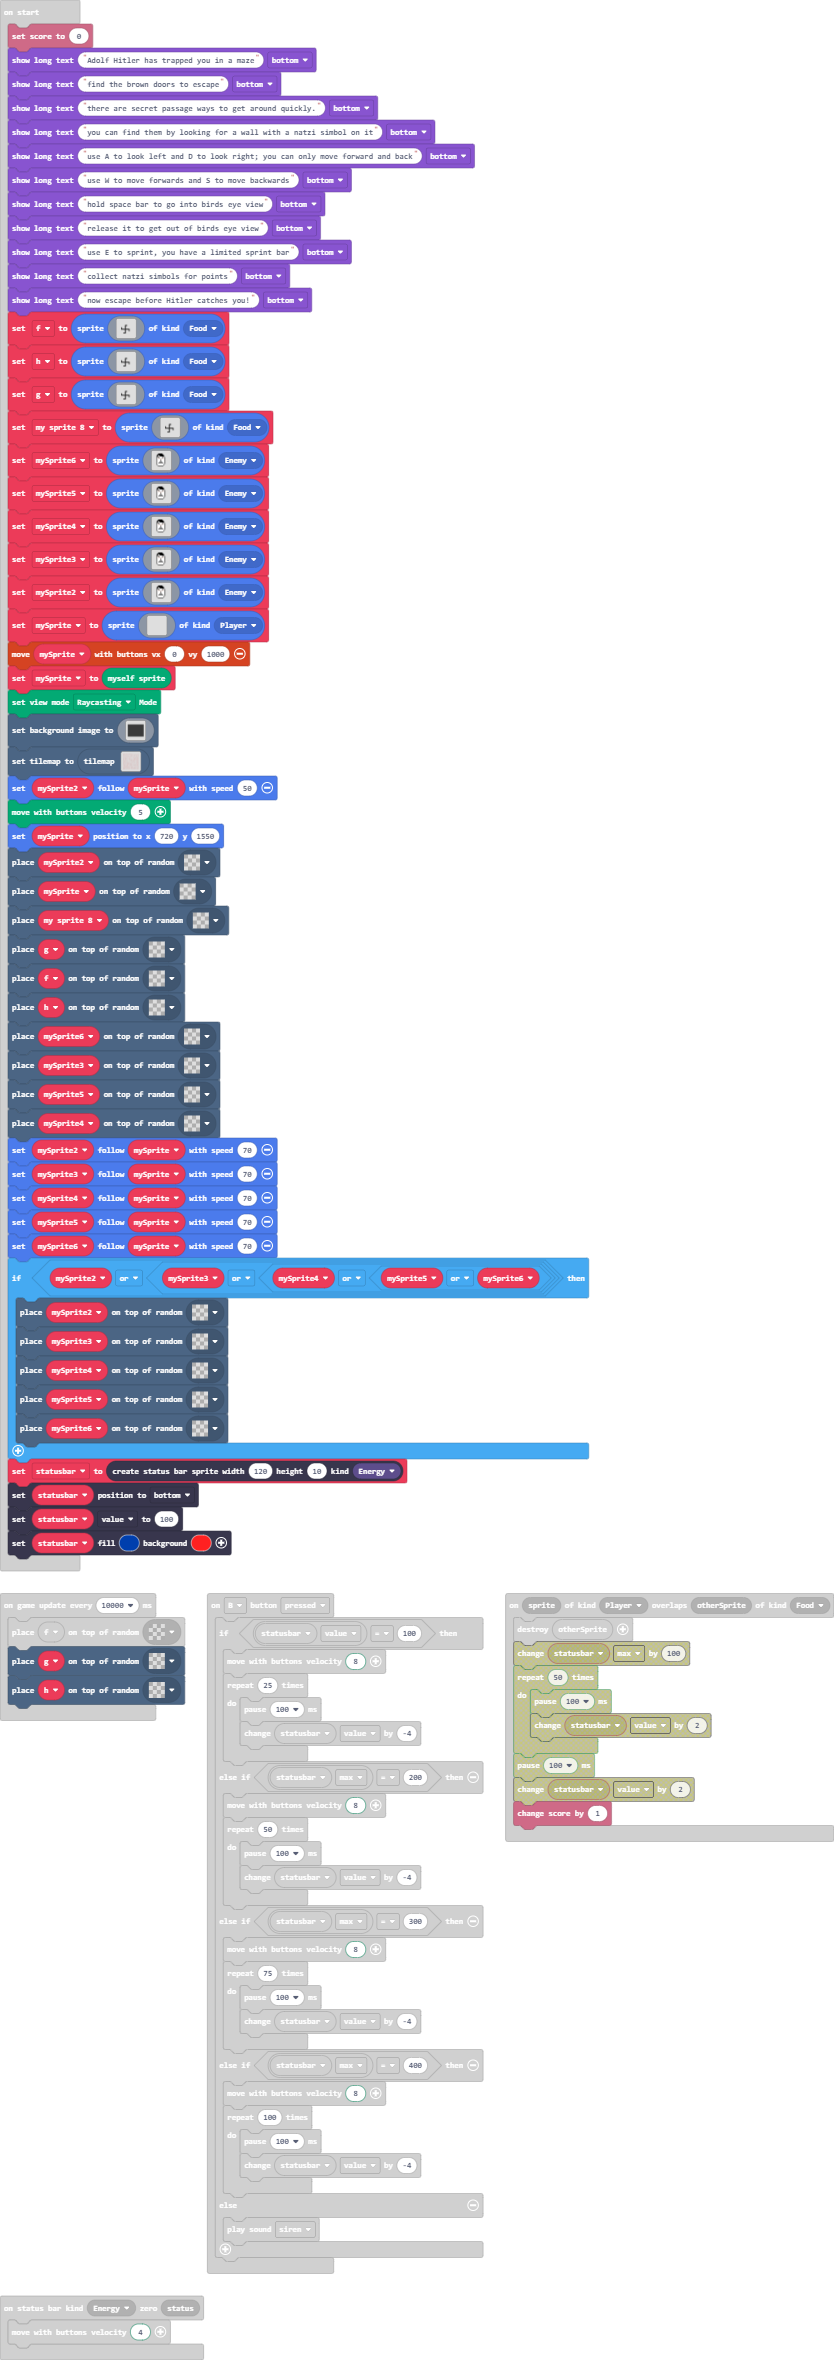 on start
set score to 0
show long text "Adolf Hitler has trapped you in a maze" bottom
show long text "find the brown doors to escape" bottom
show long text "there are secret passage ways to get around quickly." bottom
show long text "you can find them by looking for a wall with a natzi simbol on it" bottom
show long text "use A to look left and D to look right; you can only move forward and back" bottom
show long text "use W to move forwards and S to move backwards" bottom
show long text "hold space bar to go into birds eye view" bottom
show long text "release it to get out of birds eye view" bottom
show long text "use E to sprint, you have a limited sprint bar" bottom
show long text "collect natzi simbols for points" bottom
show long text "now escape before Hitler catches you!" bottom
set f to sprite of kind Food
set h to sprite of kind Food
set g to sprite of kind Food
set my sprite 8 to sprite of kind Food
set mySprite6 to sprite of kind Enemy
set mySprite5 to sprite of kind Enemy
set mySprite4 to sprite of kind Enemy
set mySprite3 to sprite of kind Enemy
set mySprite2 to sprite of kind Enemy
set mySprite to sprite of kind Player
move mySprite with buttons vx 0 vy 1000
set mySprite to myself sprite
set view mode Raycasting Mode
set background image to
set tilemap to tilemap
set mySprite2 follow mySprite with speed 50
move with buttons velocity 5
set mySprite position to x 720 y 1550
place mySprite2 on top of random
place mySprite on top of random
place my sprite 8 on top of random
place g on top of random
place f on top of random
place h on top of random
place mySprite6 on top of random
place mySprite3 on top of random
place mySprite5 on top of random
place mySprite4 on top of random
set mySprite2 follow mySprite with speed 70
set mySprite3 follow mySprite with speed 70
set mySprite4 follow mySprite with speed 70
set mySprite5 follow mySprite with speed 70
set mySprite6 follow mySprite with speed 70
if mySprite2 or mySprite3 or mySprite4 or mySprite5 or mySprite6 then
place mySprite2 on top of random
place mySprite3 on top of random
place mySprite4 on top of random
place mySprite5 on top of random
place mySprite6 on top of random
set statusbar to create status bar sprite width 120 height 10 kind Energy
set statusbar position to bottom
set statusbar value to 100
set statusbar fill background
on game update every 10000 ms
place f on top of random
place g on top of random
place h on top of random
on B button pressed
if statusbar value = 100 then
move with buttons velocity 8
repeat 25 times
do
pause 100 ms
change statusbar value by -4
else if statusbar max = 200 then
move with buttons velocity 8
repeat 50 times
do
pause 100 ms
change statusbar value by -4
else if statusbar max = 300 then
move with buttons velocity 8
repeat 75 times
do
pause 100 ms
change statusbar value by -4
else if statusbar max = 400 then
move with buttons velocity 8
repeat 100 times
do
pause 100 ms
change statusbar value by -4
else
play sound siren
on sprite of kind Player overlaps otherSprite of kind Food
destroy otherSprite
change statusbar max by 100
repeat 50 times
do
pause 100 ms
change statusbar value by 2
pause 100 ms
change statusbar value by 2
change score by 1
on status bar kind Energy zero status
move with buttons velocity 4